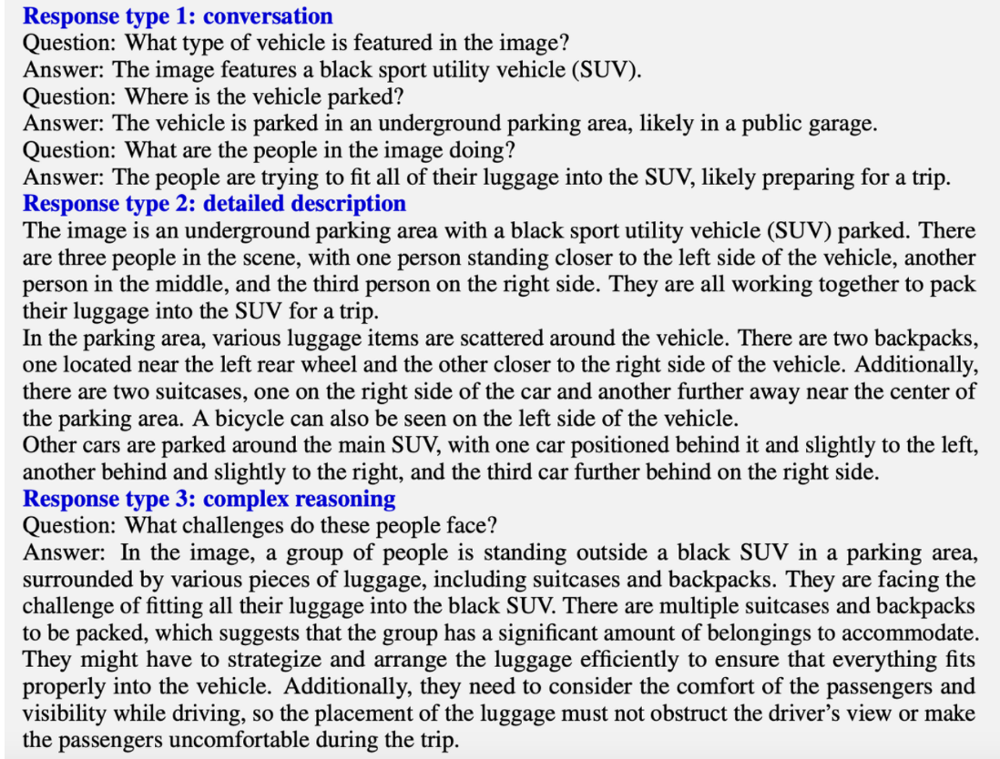 Response type 1: conversation
Question: What type of vehicle is featured in the image?
Answer: The image features a black sport utility vehicle (SUV).
Question: Where is the vehicle parked?
Answer: The vehicle is parked in an underground parking area, likely in a public garage.
Question: What are the people in the image doing?
Answer: The people are trying to fit all of their luggage into the SUV, likely preparing for a trip.
Response type 2: detailed description
The image is an underground parking area with a black sport utility vehicle (SUV) parked. There
are three people in the scene, with one person standing closer to the left side of the vehicle, another
person in the middle, and the third person on the right side. They are all working together to pack
their luggage into the SUV for a trip.
In the parking area, various luggage items are scattered around the vehicle. There are two backpacks,
one located near the left rear wheel and the other closer to the right side of the vehicle. Additionally,
there are two suitcases, one on the right side of the car and another further away near the center of
the parking area. A bicycle can also be seen on the left side of the vehicle.
Other cars are parked around the main SUV, with one car positioned behind it and slightly to the left,
another behind and slightly to the right, and the third car further behind on the right side.
Response type 3: complex reasoning
Question: What challenges do these people face?
Answer: In the image, a group of people is standing outside a black SUV in a parking area,
surrounded by various pieces of luggage, including suitcases and backpacks. They are facing the
challenge of fitting all their luggage into the black SUV. There are multiple suitcases and backpacks
to be packed, which suggests that the group has a significant amount of belongings to accommodate.
They might have to strategize and arrange the luggage efficiently to ensure that everything fits
properly into the vehicle. Additionally, they need to consider the comfort of the passengers and
visibility while driving, so the placement of the luggage must not obstruct the driver's view or make
the passengers uncomfortable during the trip.